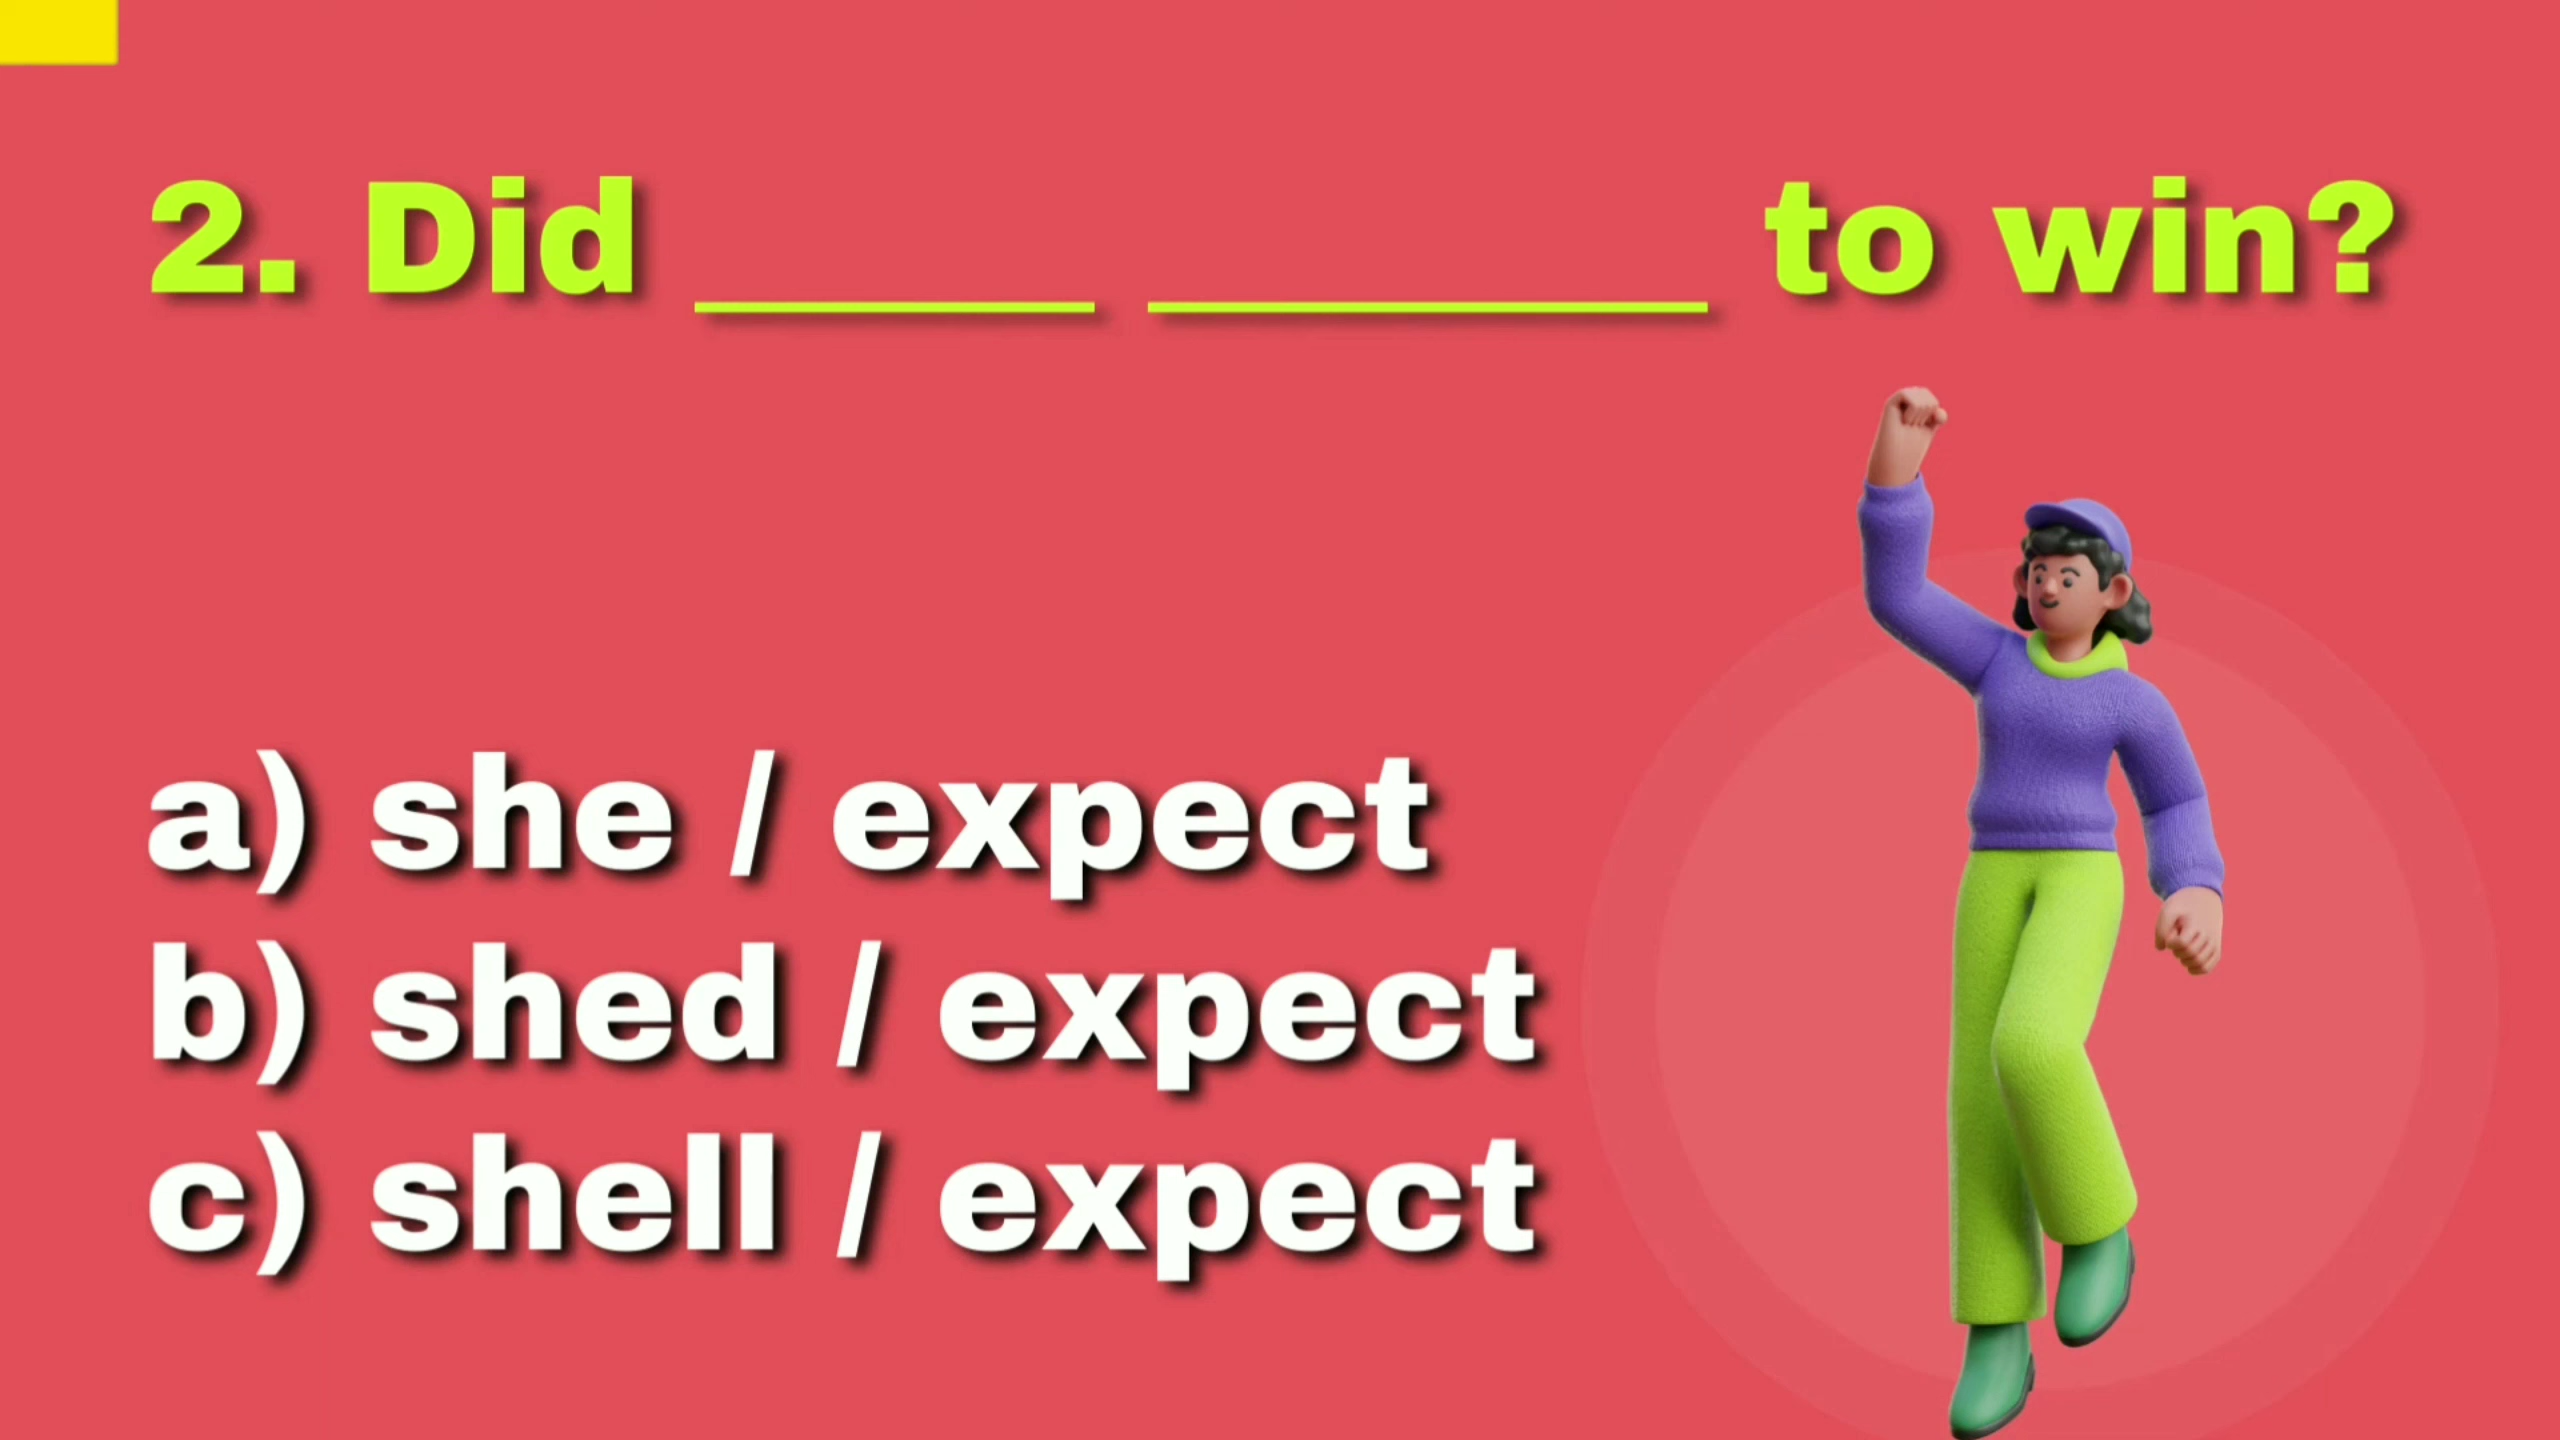 2. Did _____ _______ to win?
a) she / expect
b) shed / expect
c) shell / expect